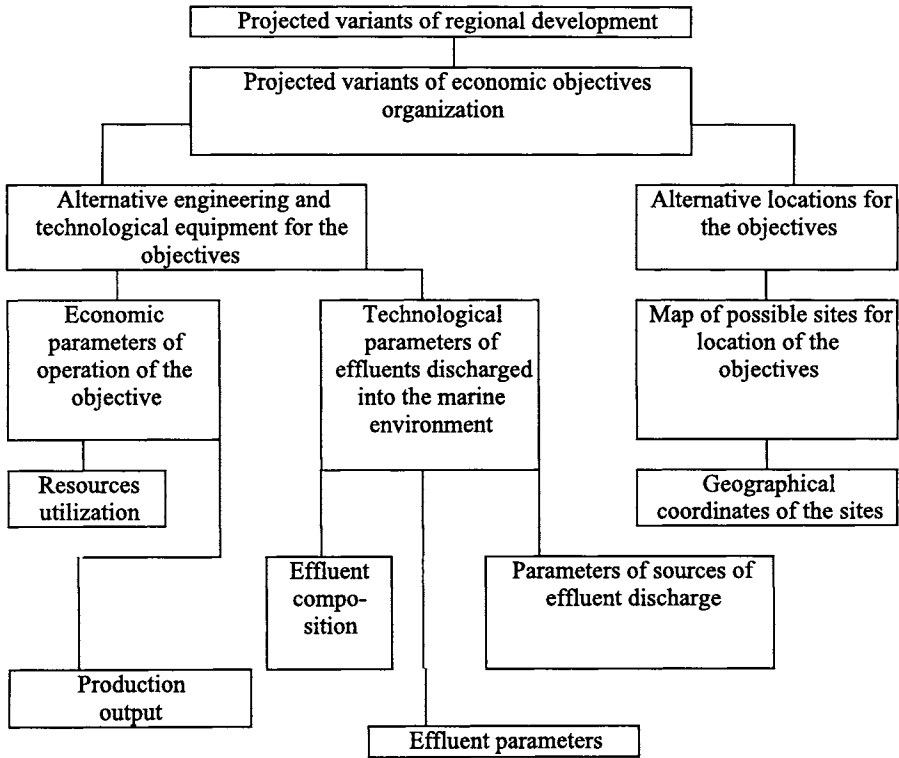 Projected variants of regional development
Projected variants of economic objectives
organization
Alternative engineering and
technological equipment for the
objectives
Alternative locations for
the objectives
Economic
parameters of
operation of the
objective
Technological
parameters of
effluents discharged
into the marine
environment
Map of possible sites for
location of the
objectives
Resources
utilization
Geographical
coordinates of the sites
Effluent
compo-
sition
Parameters of sources of
effluent discharge
Production
output
Effluent parameters